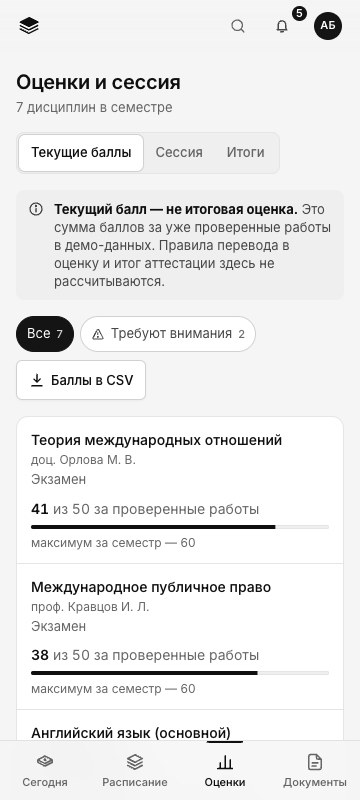 5
АБ
Оценки и сессия
7 дисциплин в семестре
Текущие баллы Сессия Итоги
Текущий балл — не итоговая оценка. Это
сумма баллов за уже проверенные работы
в демо-данных. Правила перевода в
оценку и итог аттестации здесь не
рассчитываются.
Все 7 Требуют внимания 2
Баллы в CSV
Теория международных отношений
доц. Орлова М. В.
Экзамен
41 из 50 за проверенные работы
максимум за семестр — 60
Международное публичное право
проф. Кравцов И. Л.
Экзамен
38 из 50 за проверенные работы
максимум за семестр — 60
Английский язык (основной)
Сегодня Расписание Оценки Документы